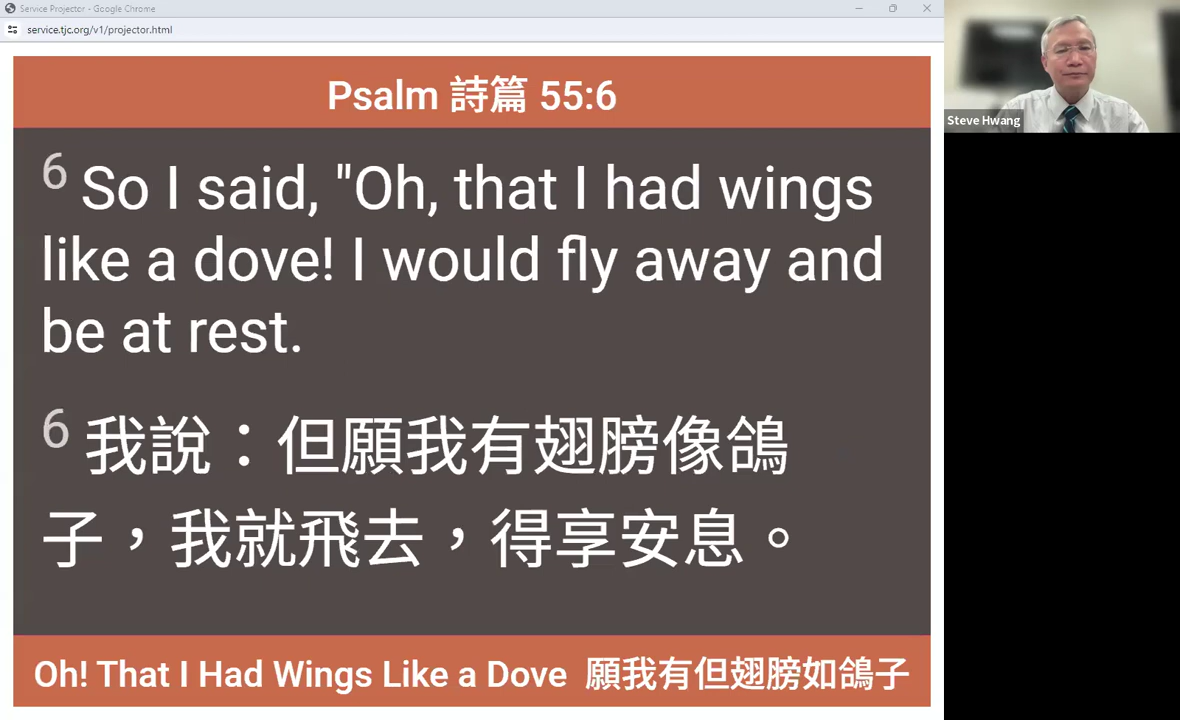 Service Projector - Google Chrome
service.tjc.org/v1/projector.html
Psalm 詩篇 55:6
6 So I said, "Oh, that I had wings
like a dove! I would fly away and
be at rest.
6 我說：但願我有翅膀像鴿
子，我就飛去，得享安息。
Oh! That I Had Wings Like a Dove 願我有但翅膀如鴿子
Steve Hwang